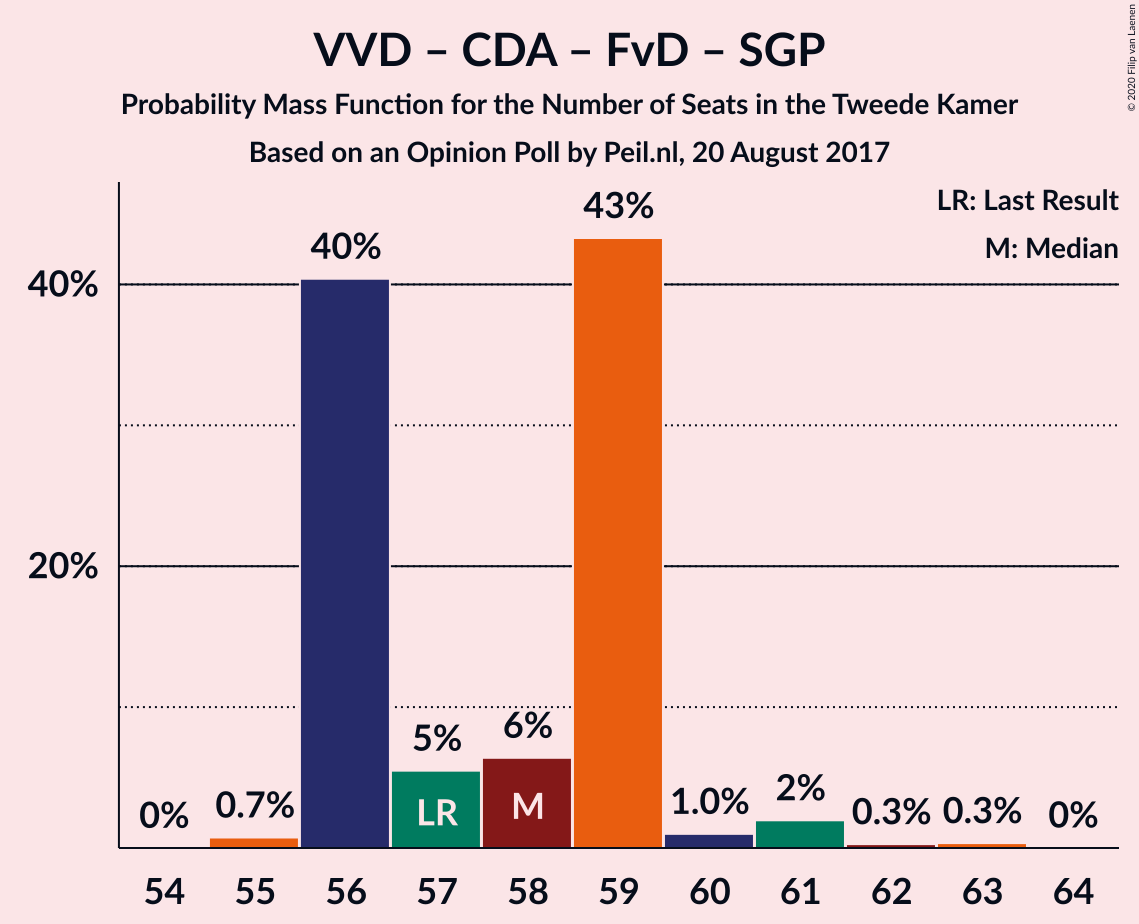 VVD – CDA – FvD – SGP
Probability Mass Function for the Number of Seats in the Tweede Kamer
Based on an Opinion Poll by Peil.nl, 20 August 2017
© 2020 Filip van Laenen
LR: Last Result
M: Median
40%
20%
0%
0.7%
40%
5%
6%
43%
1.0%
2%
0.3%
0.3%
0%
LR
M
54 55 56 57 58 59 60 61 62 63 64